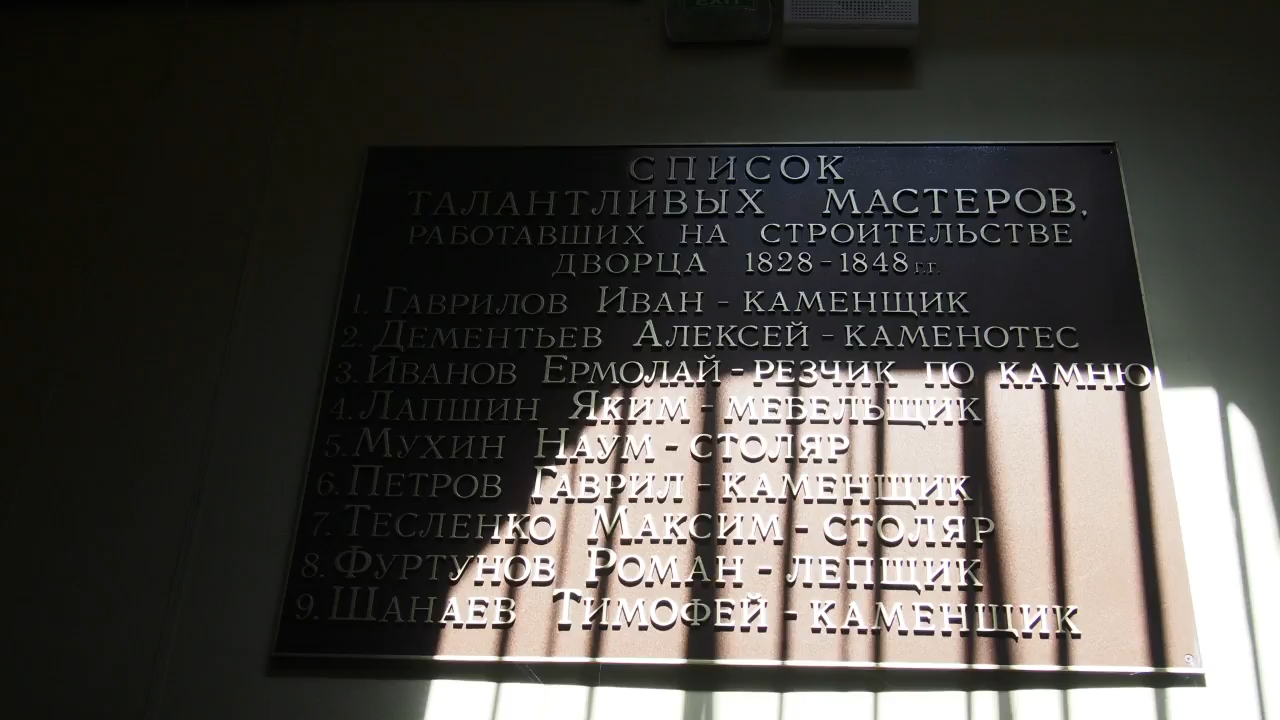 EXIT
СПИСОК
ТАЛАНТЛИВЫХ МАСТЕРОВ,
РАБОТАВШИХ НА СТРОИТЕЛЬСТВЕ
ДВОРЦА 1828-1848 г.г.
1. ГАВРИЛОВ ИВАН - КАМЕНЩИК
2. ДЕМЕНТЬЕВ АЛЕКСЕЙ - КАМЕНОТЕС
3. ИВАНОВ ЕРМОЛАЙ - РЕЗЧИК ПО КАМНЮ
4. ЛАПШИН ЯКИМ - МЕБЕЛЬЩИК
5. МУХИН НАУМ - СТОЛЯР
6. ПЕТРОВ ГАВРИЛ - КАМЕНЩИК
7. ТЕСЛЕНКО МАКСИМ - СТОЛЯР
8. ФУРТУНОВ РОМАН - ЛЕПЩИК
9. ШАНАЕВ ТИМОФЕЙ - КАМЕНЩИК